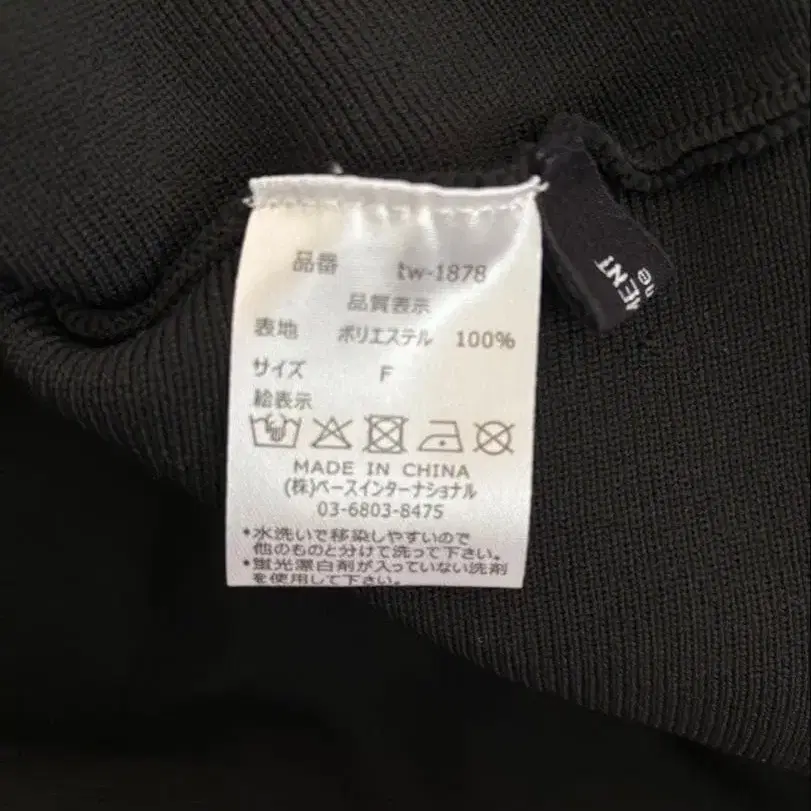 品番 tw-1878
品質表示
表地 ポリエステル 100%
サイズ F
絵表示
MADE IN CHINA
(株)ベースインターナショナル
03-6803-8475
*水洗いで移染しやすいので
他のものと分けて洗って下さい。
*蛍光漂白剤が入っていない洗剤
を使用して下さい。